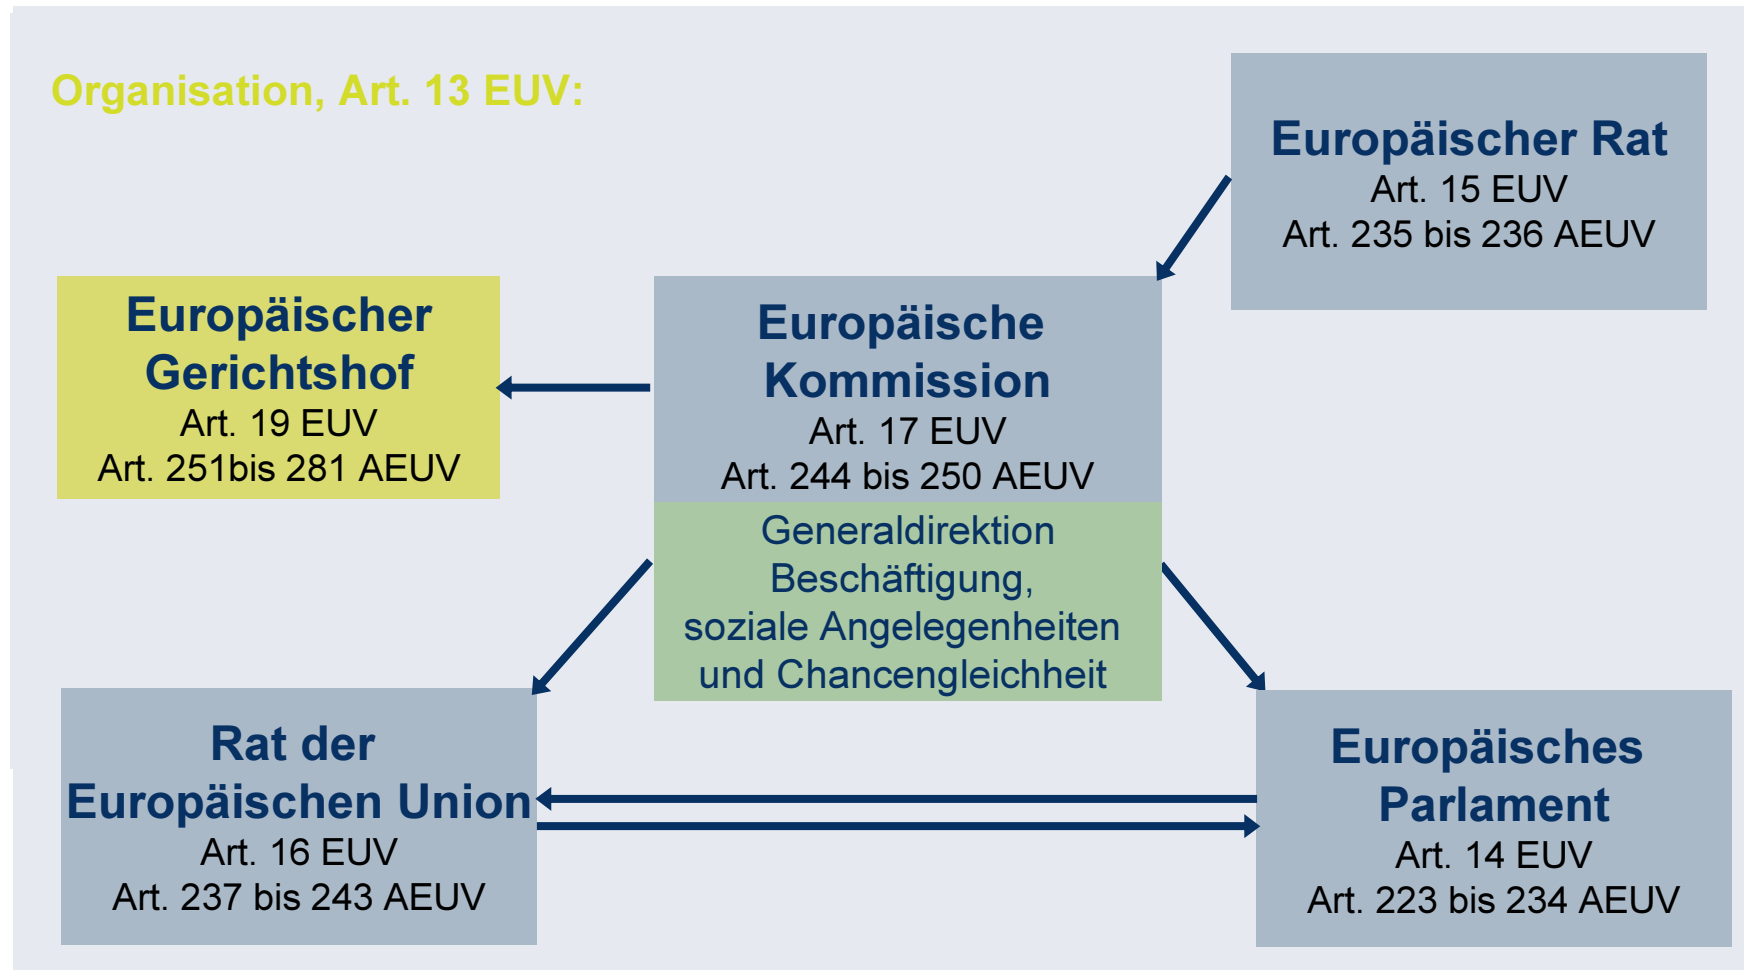 Organisation, Art. 13 EUV:
Europäischer Rat
Art. 15 EUV
Art. 235 bis 236 AEUV
Europäischer
Gerichtshof
Art. 19 EUV
Art. 251bis 281 AEUV
Europäische
Kommission
Art. 17 EUV
Art. 244 bis 250 AEUV
Generaldirektion
Beschäftigung,
soziale Angelegenheiten
und Chancengleichheit
Rat der
Europäischen Union
Art. 16 EUV
Art. 237 bis 243 AEUV
Europäisches
Parlament
Art. 14 EUV
Art. 223 bis 234 AEUV